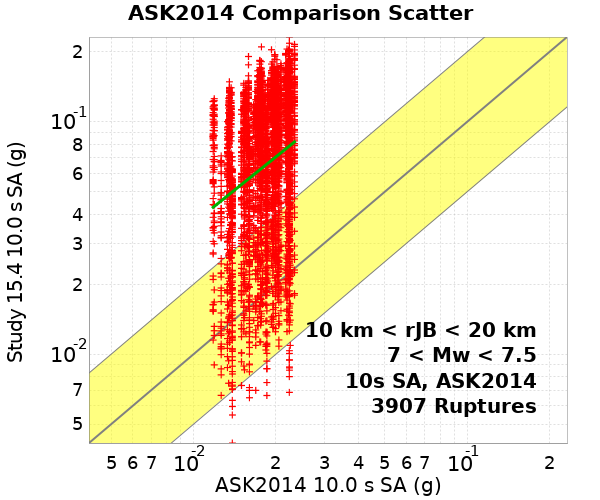 ASK2014 Comparison Scatter
Study 15.4 10.0 s SA (g)
2
10-1
8
6
4
3
2
10-2
7
5
10 km < rJB < 20 km
7 < Mw < 7.5
10s SA, ASK2014
3907 Ruptures
5 6 7 10-2 2 3 4 5 6 7 10-1 2
ASK2014 10.0 s SA (g)